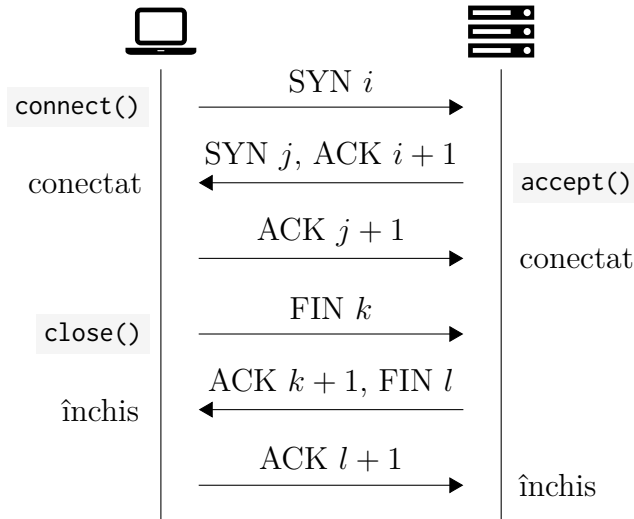 SYN i
connect()
SYN j, ACK i + 1
conectat
accept()
ACK j + 1
conectat
FIN k
close()
ACK k + 1, FIN l
închis
ACK l + 1
închis